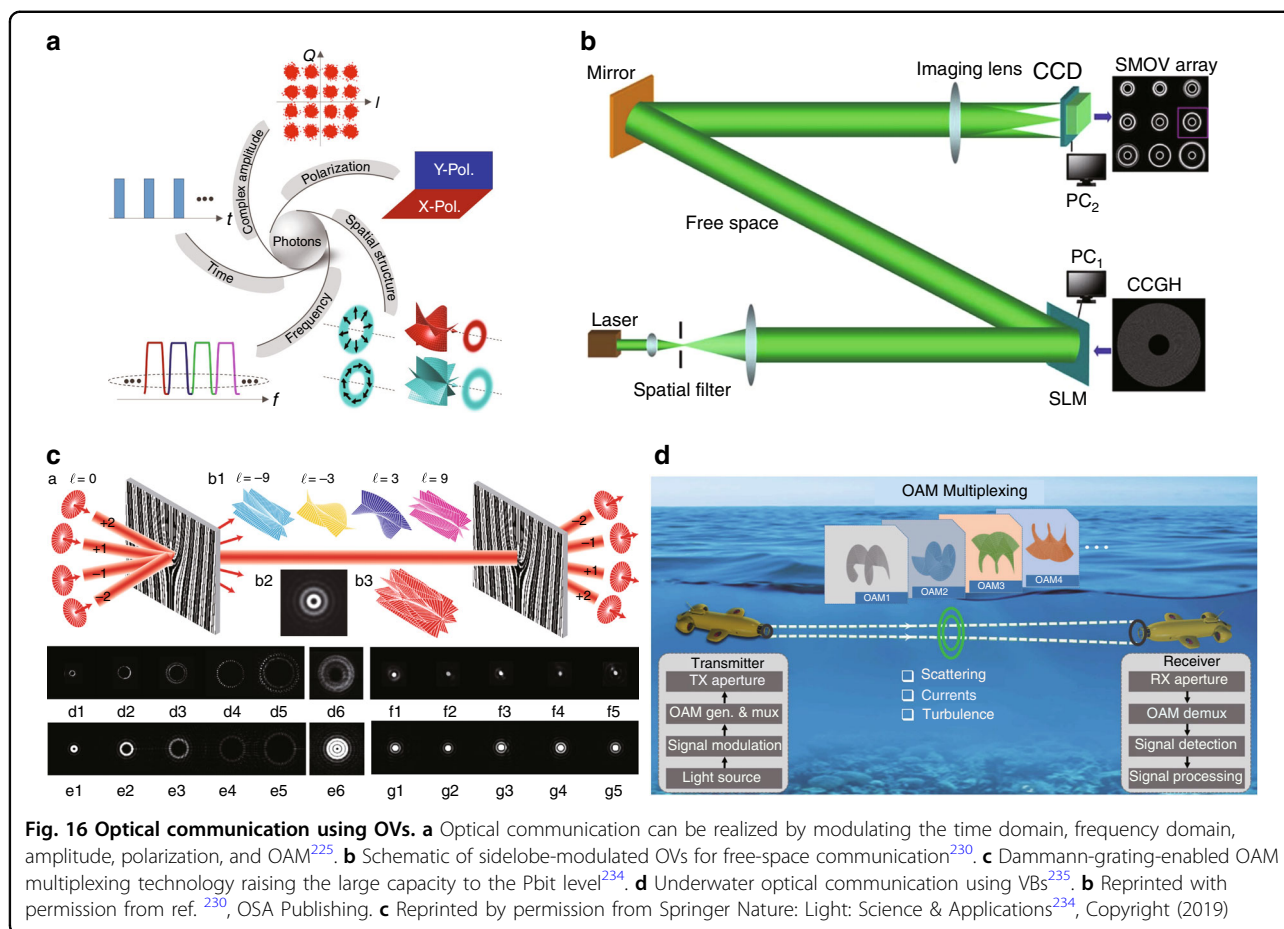 a
Q
I
Complex amplitude
Polarization
Y-Pol.
X-Pol.
t
Photons
Time
Spatial structure
Frequency
f
b
Mirror
Imaging lens
CCD
SMOV array
PC2
Free space
PC1
CCGH
Laser
Spatial filter
SLM
c
a
ℓ = 0
b1
ℓ = −9
ℓ = −3
ℓ = 3
ℓ = 9
+2
+1
−1
−2
b2
b3
−2
−1
+1
+2
d1 d2 d3 d4 d5 d6 f1 f2 f3 f4 f5
e1 e2 e3 e4 e5 e6 g1 g2 g3 g4 g5
d
OAM Multiplexing
OAM1
OAM2
OAM3
OAM4
Transmitter
TX aperture
OAM gen. & mux
Signal modulation
Light source
❑ Scattering
❑ Currents
❑ Turbulence
Receiver
RX aperture
OAM demux
Signal detection
Signal processing
Fig. 16 Optical communication using OVs. a Optical communication can be realized by modulating the time domain, frequency domain,
amplitude, polarization, and OAM225. b Schematic of sidelobe-modulated OVs for free-space communication230. c Dammann-grating-enabled OAM
multiplexing technology raising the large capacity to the Pbit level234. d Underwater optical communication using VBs235. b Reprinted with
permission from ref. 230, OSA Publishing. c Reprinted by permission from Springer Nature: Light: Science & Applications234, Copyright (2019)